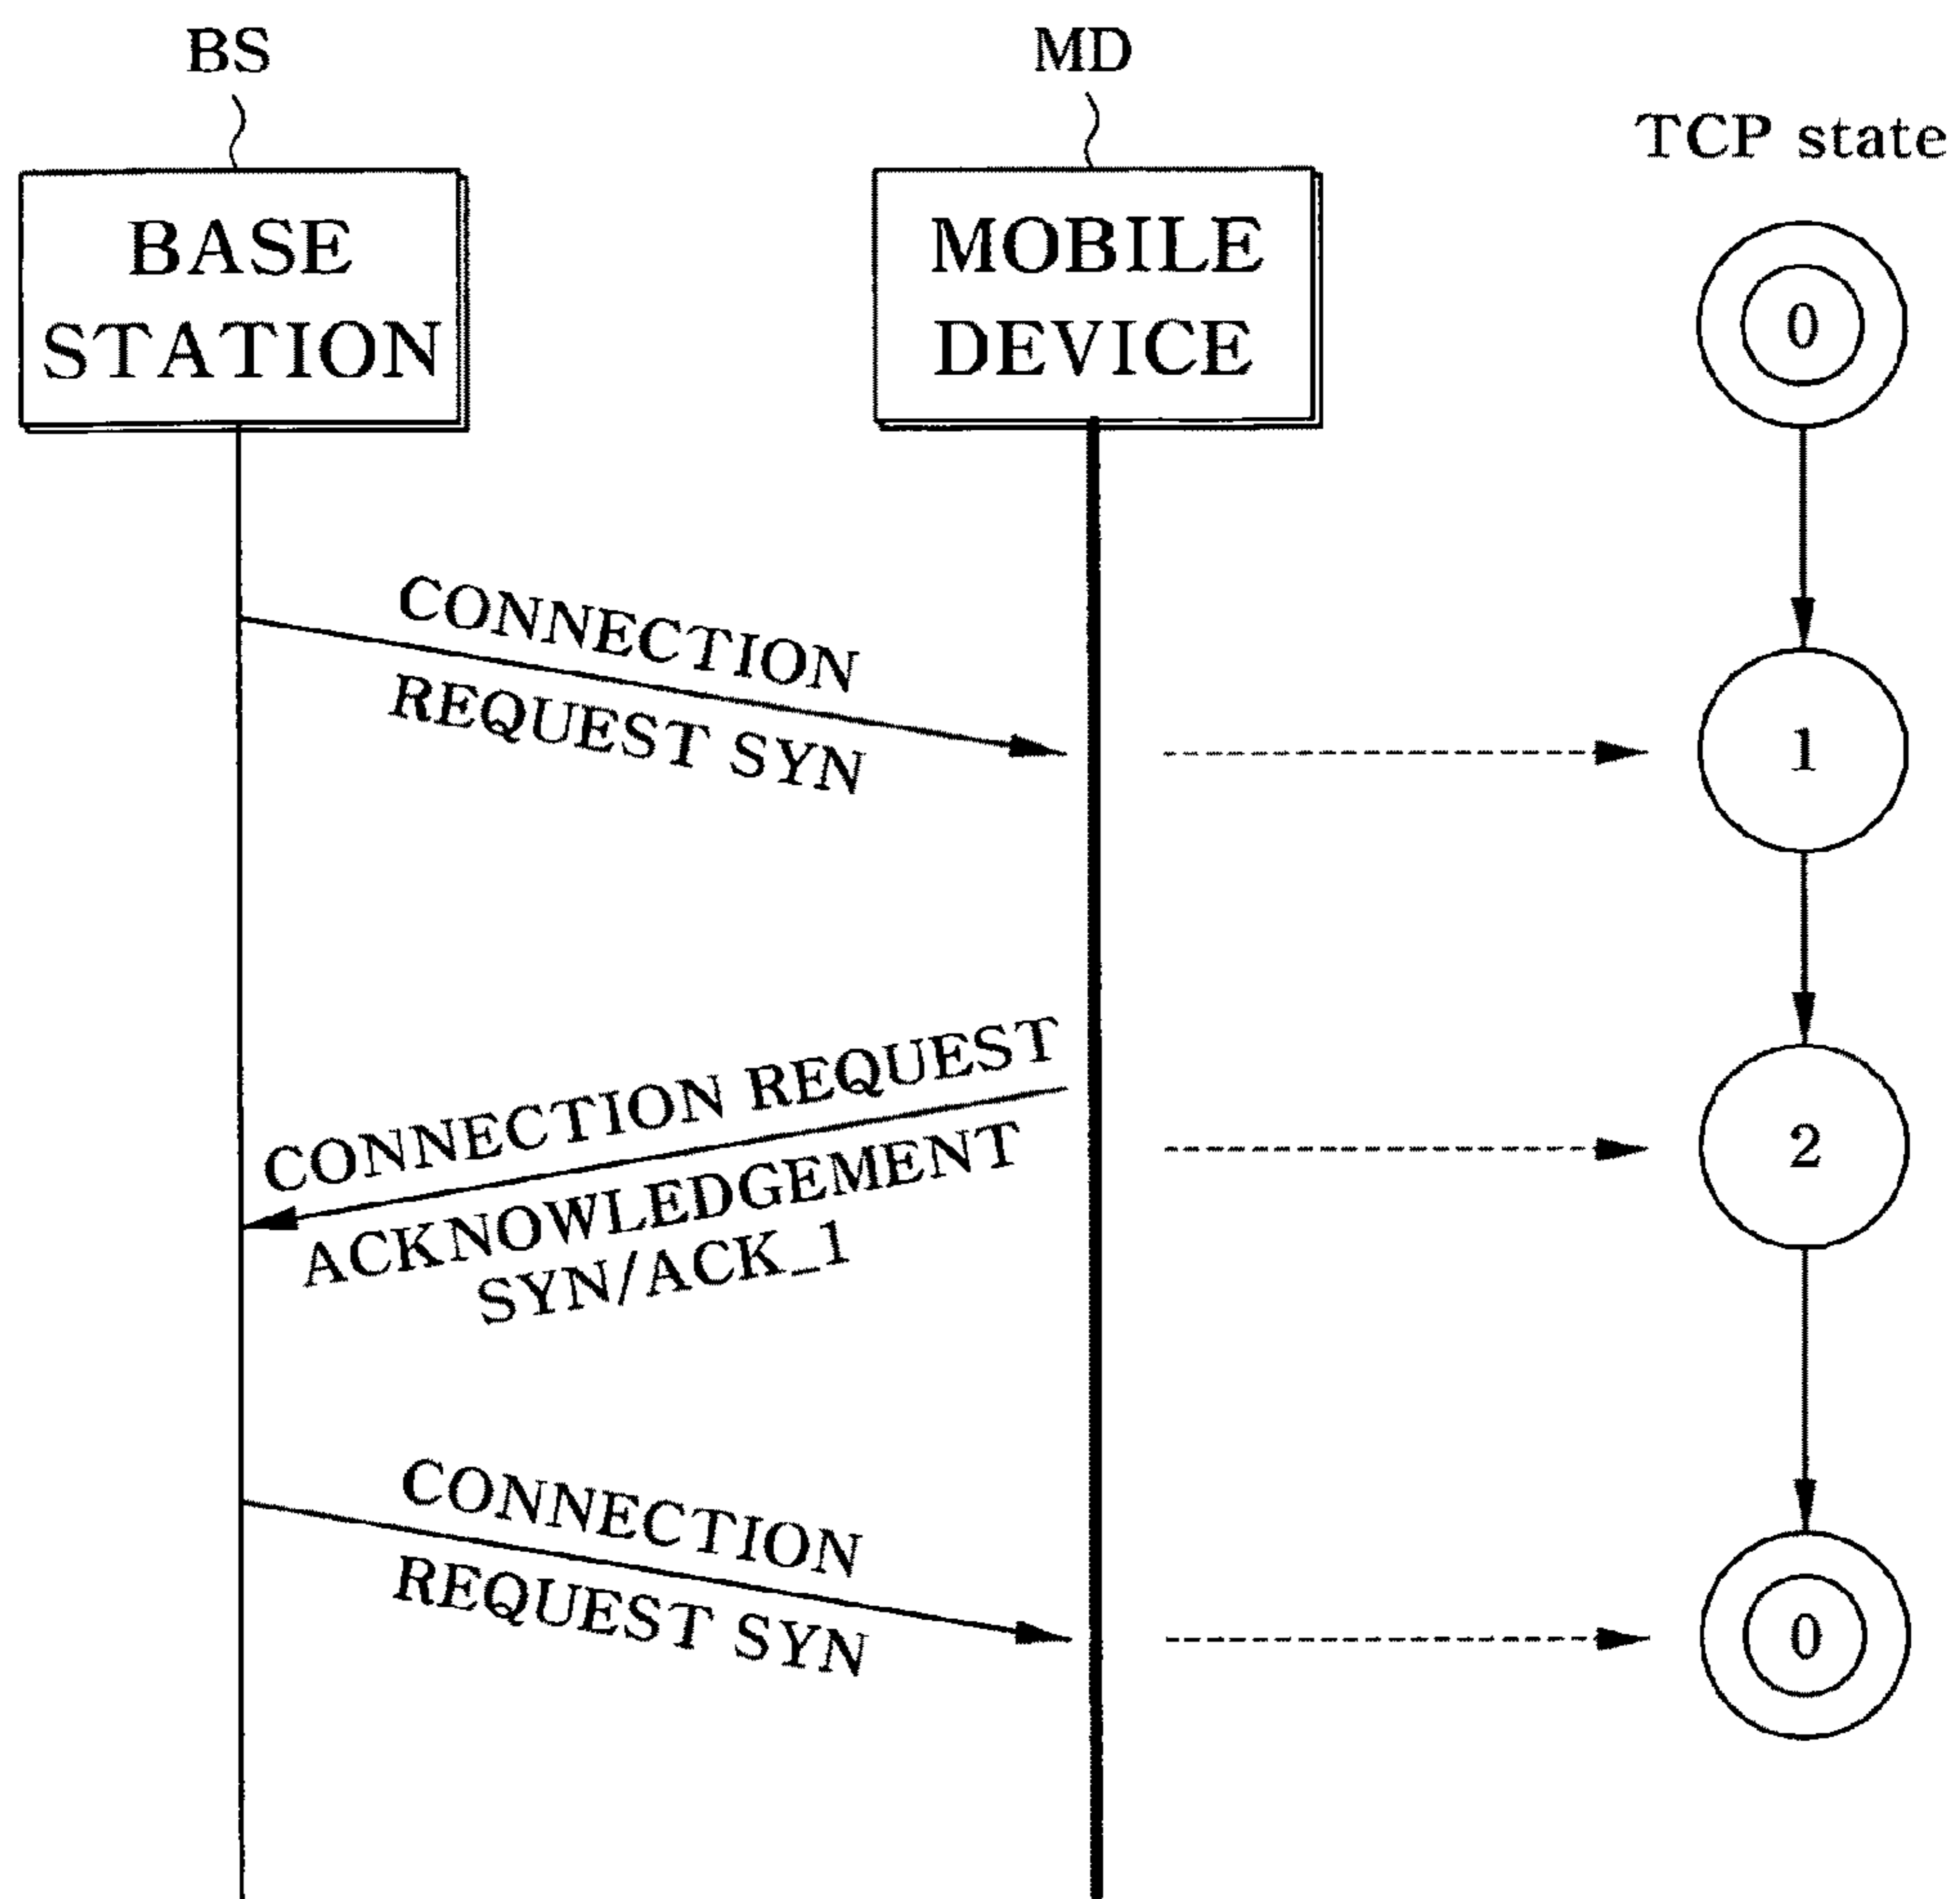 BS
MD
TCP state
BASE
STATION
MOBILE
DEVICE
0
CONNECTION
REQUEST SYN
1
CONNECTION REQUEST
ACKNOWLEDGEMENT
SYN/ACK_1
2
CONNECTION
REQUEST SYN
0